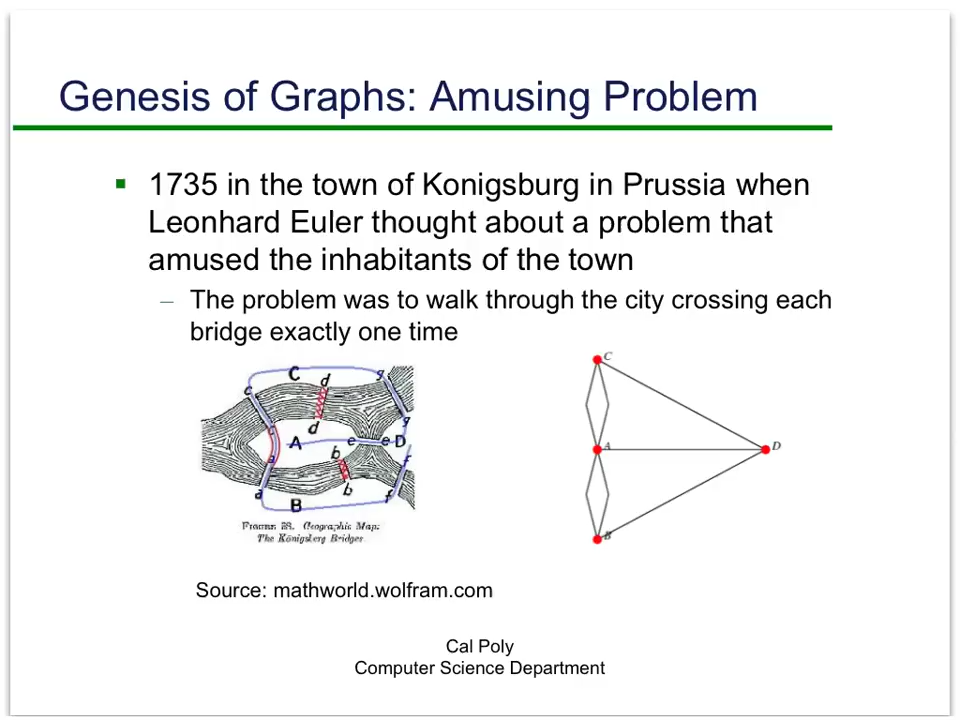 Genesis of Graphs: Amusing Problem
1735 in the town of Konigsburg in Prussia when
Leonhard Euler thought about a problem that
amused the inhabitants of the town
– The problem was to walk through the city crossing each
bridge exactly one time
C
d
g
c
d
c
g
A
e
e
D
b
f
a
a
b
f
B
FIGURE 98. Geographic Map:
The Königsberg Bridges.
C
A
D
B
Source: mathworld.wolfram.com
Cal Poly
Computer Science Department